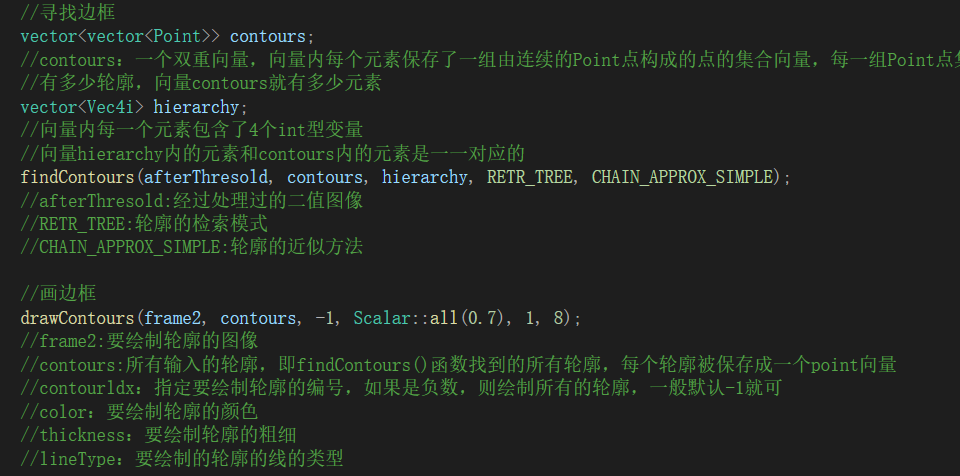 //寻找边框
vector<vector<Point>> contours;
//contours：一个双重向量，向量内每个元素保存了一组由连续的Point点构成的点的集合向量，每一组Point点集
//有多少轮廓，向量contours就有多少元素
vector<Vec4i> hierarchy;
//向量内每一个元素包含了4个int型变量
//向量hierarchy内的元素和contours内的元素是一一对应的
findContours(afterThresold, contours, hierarchy, RETR_TREE, CHAIN_APPROX_SIMPLE);
//afterThresold:经过处理过的二值图像
//RETR_TREE:轮廓的检索模式
//CHAIN_APPROX_SIMPLE:轮廓的近似方法
//画边框
drawContours(frame2, contours, -1, Scalar::all(0.7), 1, 8);
//frame2:要绘制轮廓的图像
//contours:所有输入的轮廓，即findContours()函数找到的所有轮廓，每个轮廓被保存成一个point向量
//contourldx：指定要绘制轮廓的编号，如果是负数，则绘制所有的轮廓，一般默认-1就可
//color：要绘制轮廓的颜色
//thickness：要绘制轮廓的粗细
//lineType：要绘制的轮廓的线的类型